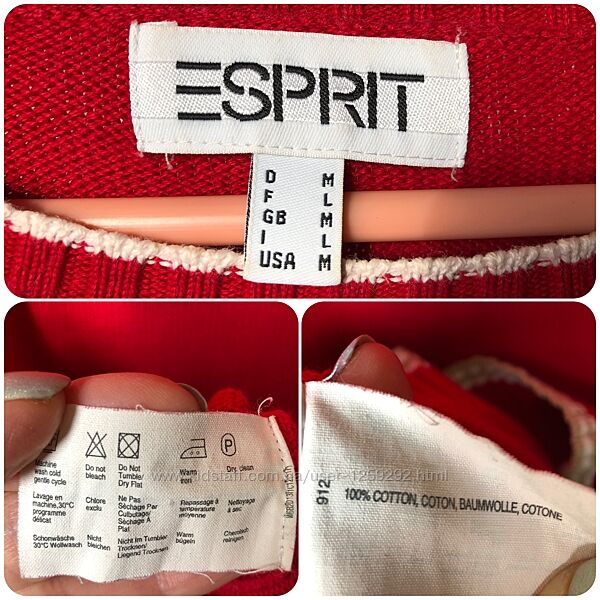 ESPRIT
D M
F L
GB M
I L
USA M
Machine
wash cold
gentle cycle
Do not
bleach
Do Not
Tumble
Dry Flat
Warm
iron
Dry clean
Lavage en
machine,30°C
programme
delicat
Chlore
exclu
Ne Pas
Sèchage Par
Culbutage/
Sèchage À
Plat
Repassage à
température
moyenne
Nettoyage
a sec
Schonwäsche
30°C Wollwasch
Nicht
bleichen
Nicht Im Tumbler
Trocknen/
Liegend Trocknen
Warm
bügeln
Chemisch
reinigen
912
100% COTTON, COTON, BAUMWOLLE, COTONE